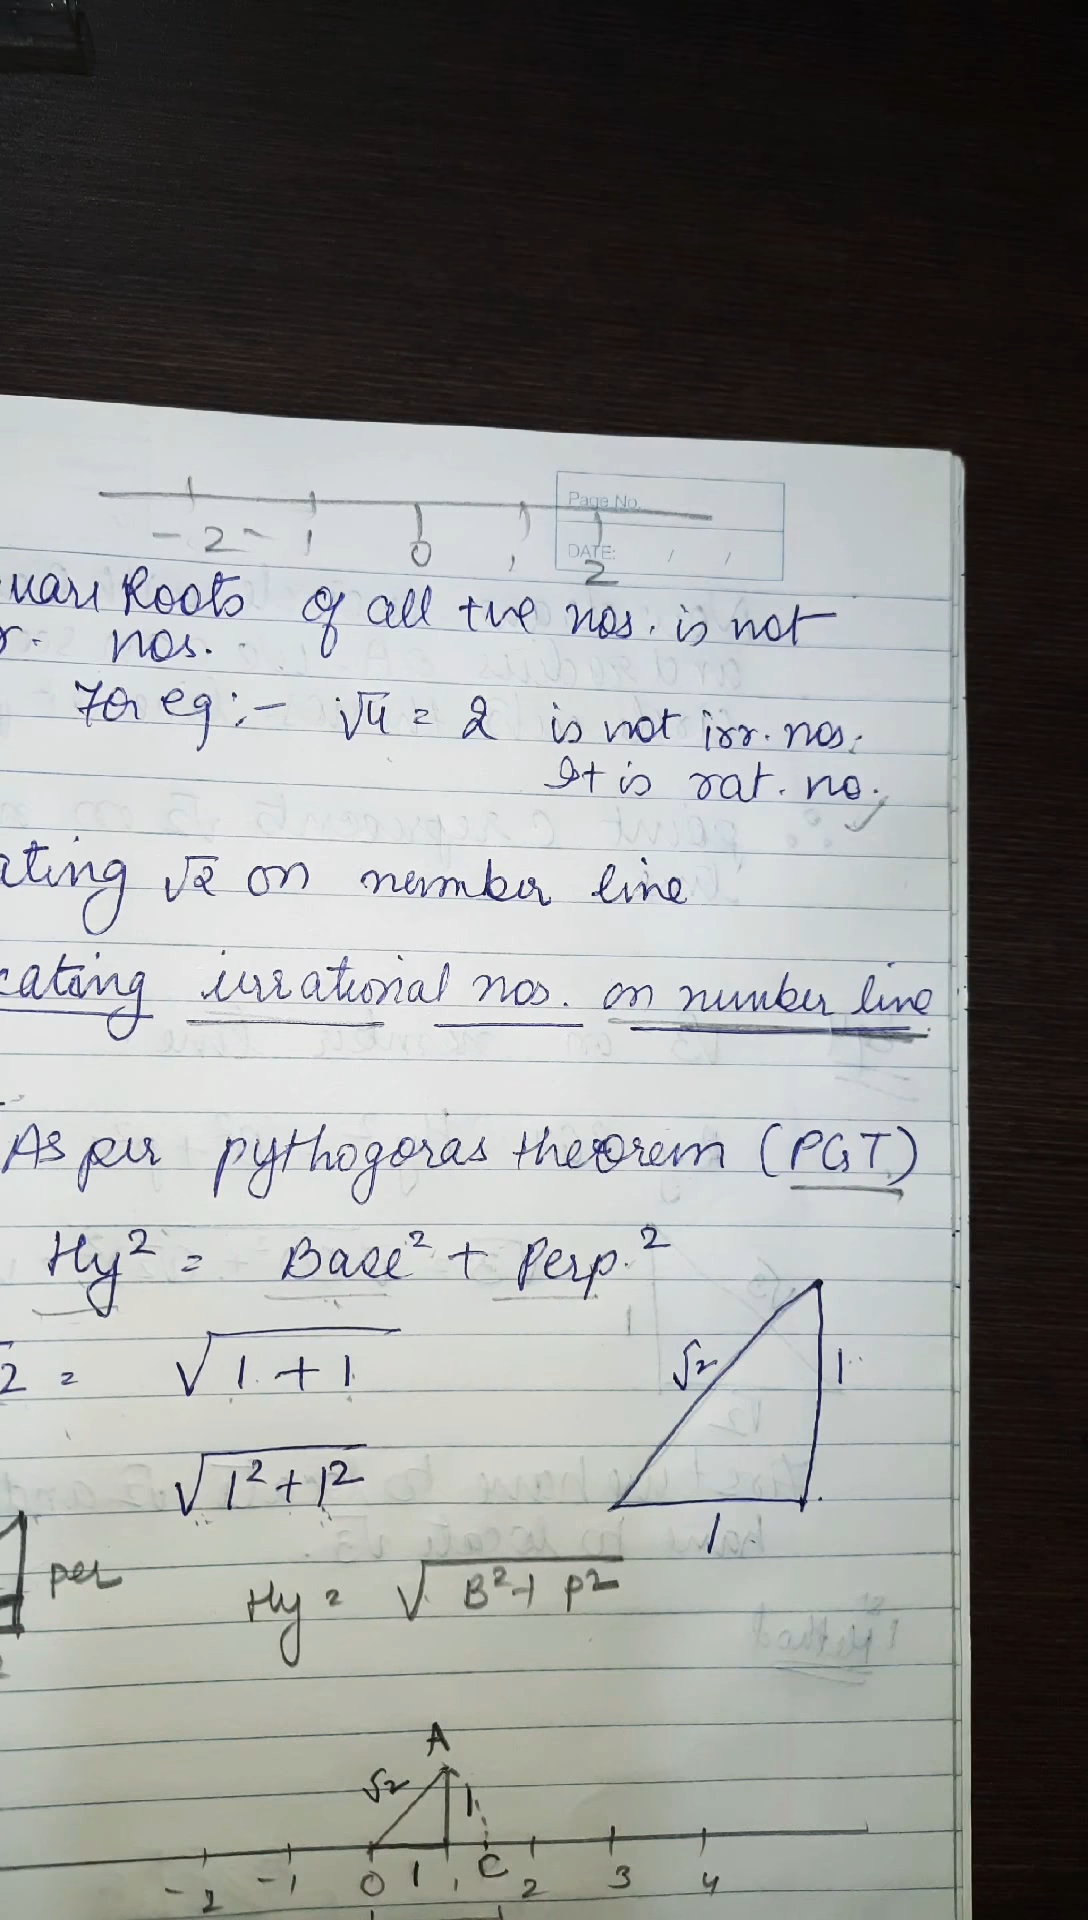 Page No.
DATE: / /
-2 -1 0 1 2
uare Roots of all +ve nos. is not
r. nos.
For eg :- √4 = 2 is not irr. nos.
It is rat. no.
ating √2 on number line
cating irrational nos. on number line
As per pythogoras theorem (PGT)
Hy² = Base² + Perp.²
2 = √1+1
√2 1
√1²+1²
1
per
Hy = √B²+P²
A
√2 1
-2 -1 0 1 1 C 2 3 4